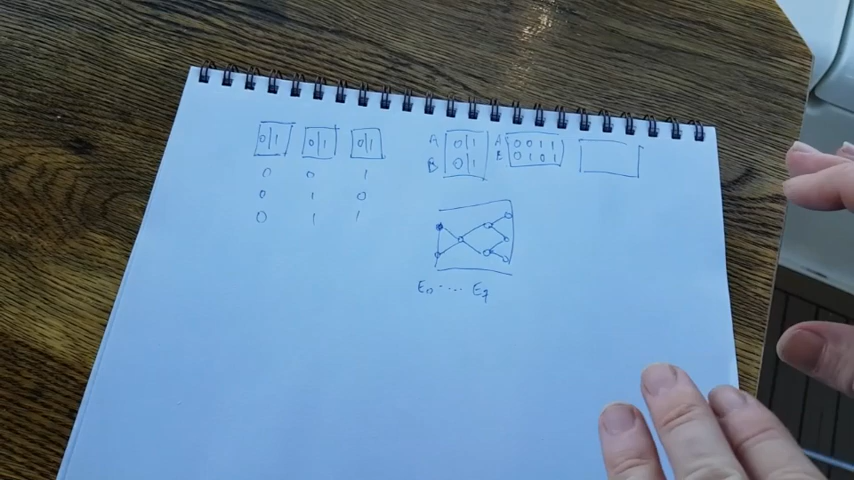 0 1 0 1 0 1
0 0 1
0 1 0
0 1 1
A 0 1
B 0 1
A 0 0 1 1
0 1 0 1
E₀ .... E₇